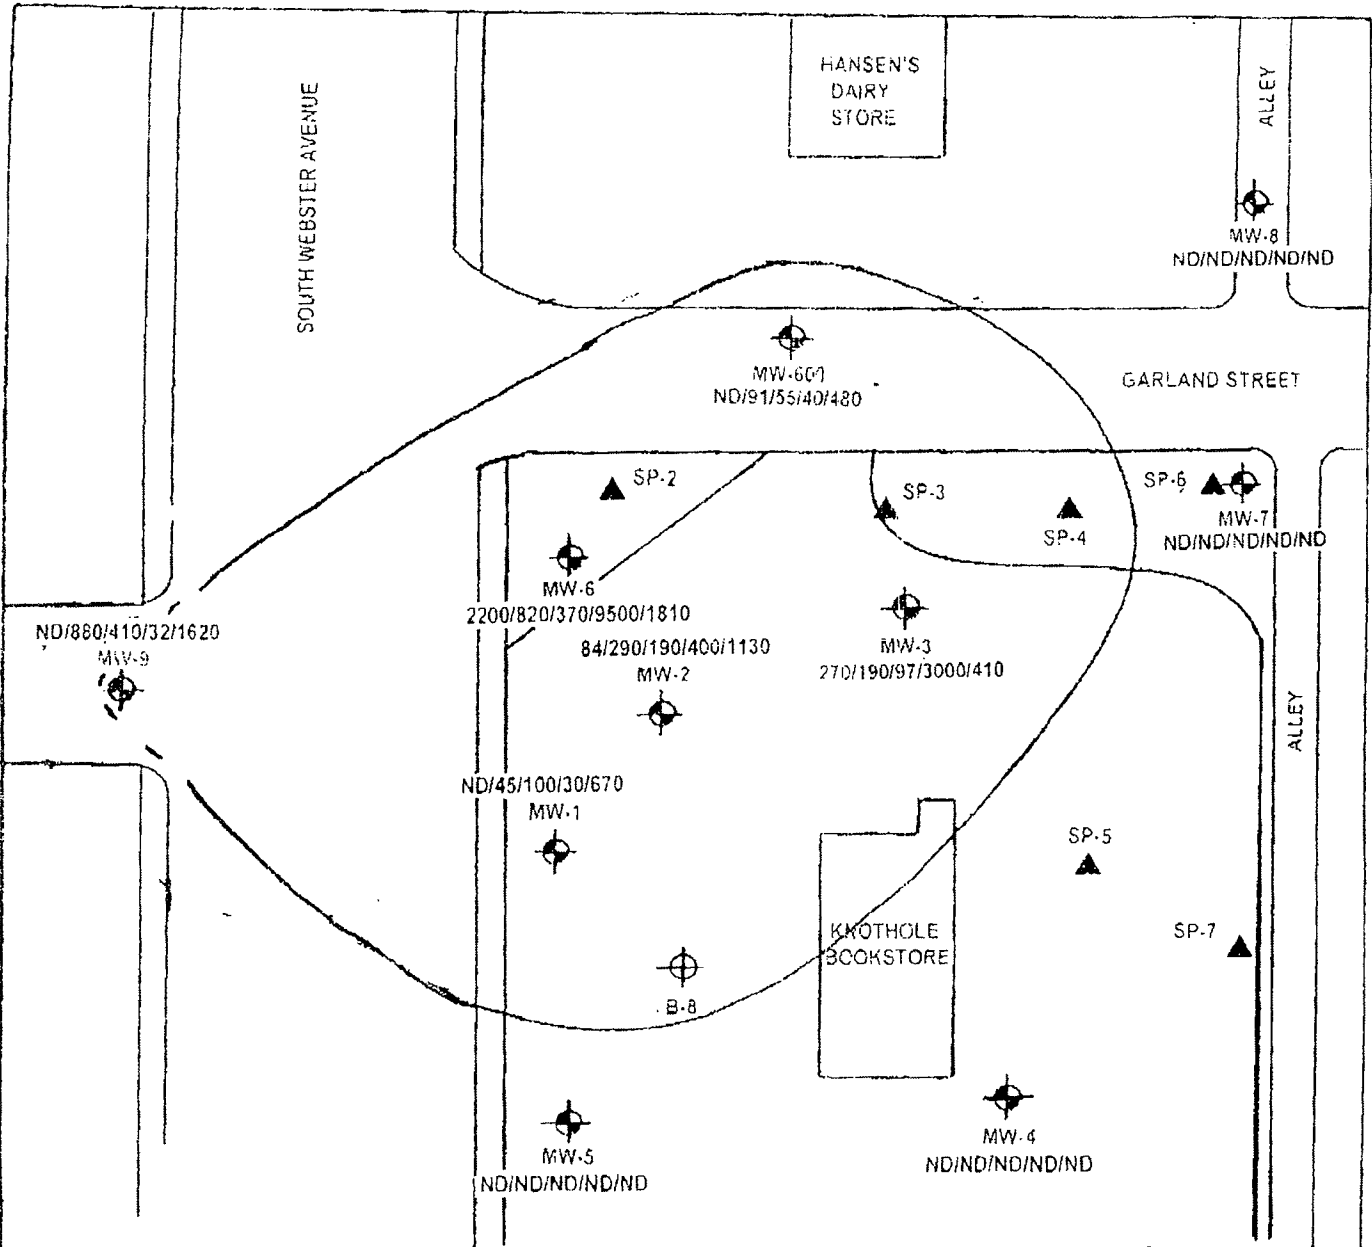 HANSEN'S
DAIRY
STORE
ALLEY
SOUTH WEBSTER AVENUE
MW-8
ND/ND/ND/ND/ND
MW-601
ND/91/55/40/480
GARLAND STREET
SP-2
SP-3
SP-4
SP-6
MW-7
ND/ND/ND/ND/ND
MW-6
2200/820/370/9500/1810
ND/880/410/32/1620
MW-9
84/290/190/400/1130
MW-2
MW-3
270/190/97/3000/410
ALLEY
ND/45/100/30/670
MW-1
SP-5
KNOTHOLE
BOOKSTORE
SP-7
B-8
MW-5
ND/ND/ND/ND/ND
MW-4
ND/ND/ND/ND/ND